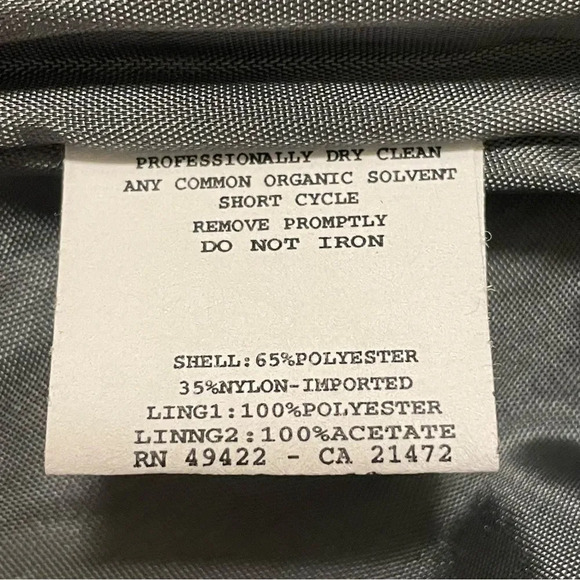 PROFESSIONALLY DRY CLEAN
ANY COMMON ORGANIC SOLVENT
SHORT CYCLE
REMOVE PROMPTLY
DO NOT IRON
SHELL:65%POLYESTER
35%NYLON-IMPORTED
LING1:100%POLYESTER
LINNG2:100%ACETATE
RN 49422 - CA 21472